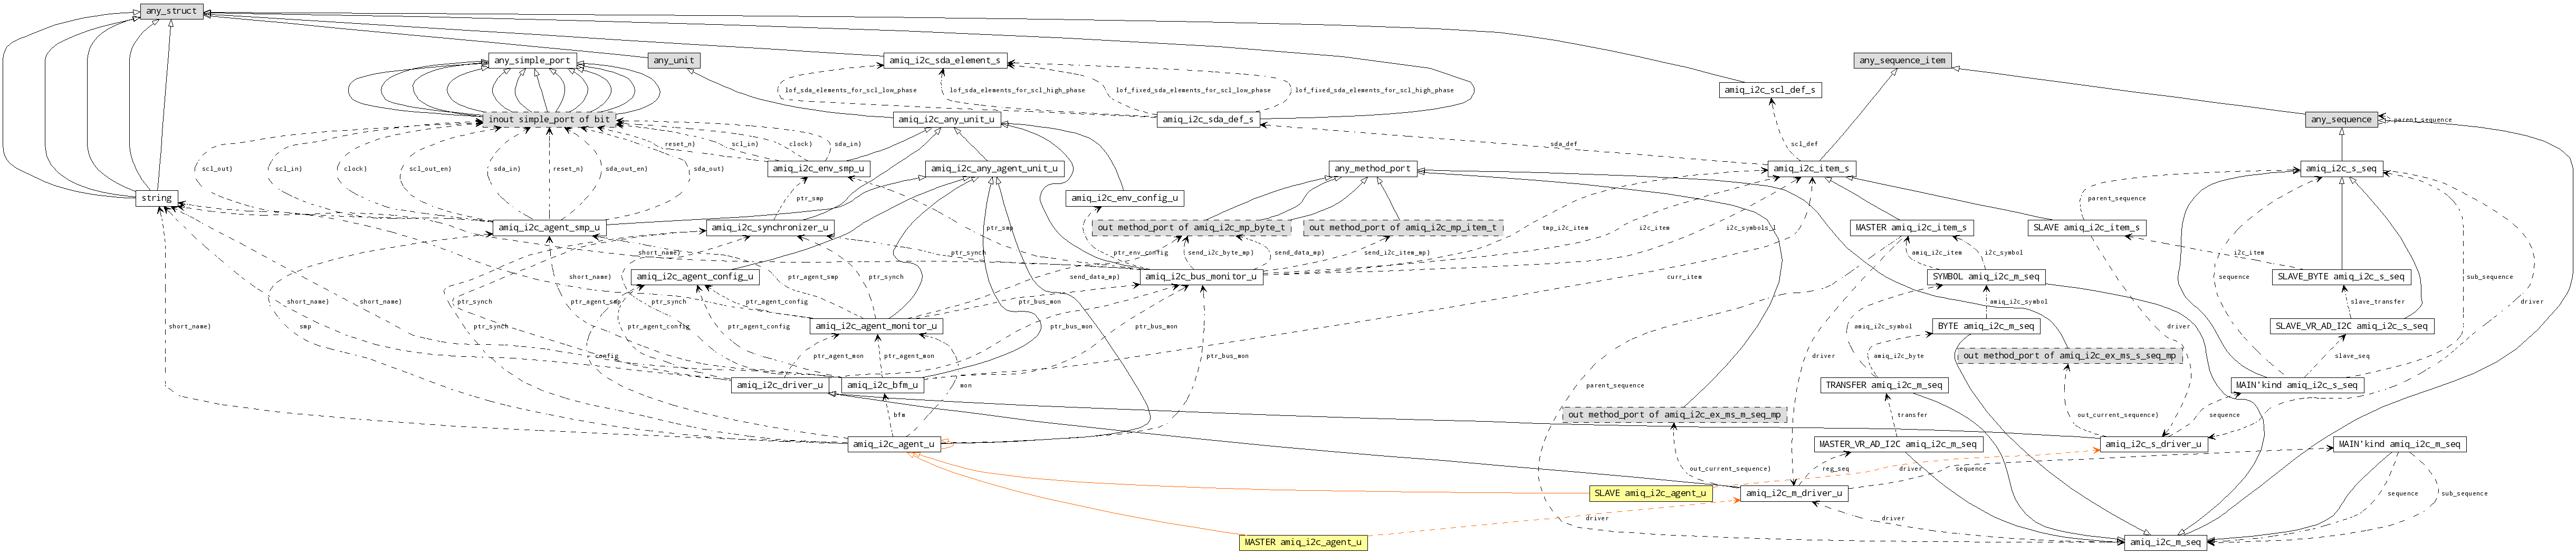 any_struct
any_simple_port
any_unit
amiq_i2c_sda_element_s
any_sequence_item
lof_sda_elements_for_scl_low_phase
lof_sda_elements_for_scl_high_phase
lof_fixed_sda_elements_for_scl_low_phase
lof_fixed_sda_elements_for_scl_high_phase
amiq_i2c_scl_def_s
inout simple_port of bit
amiq_i2c_any_unit_u
amiq_i2c_sda_def_s
any_sequence
parent_sequence
reset_n)
scl_in)
clock)
sda_in)
sda_def
scl_def
scl_out)
scl_in)
clock)
scl_out_en)
sda_in)
reset_n)
sda_out_en)
sda_out)
amiq_i2c_env_smp_u
amiq_i2c_any_agent_unit_u
any_method_port
amiq_i2c_item_s
amiq_i2c_s_seq
string
ptr_smp
amiq_i2c_env_config_u
parent_sequence
amiq_i2c_agent_smp_u
amiq_i2c_synchronizer_u
ptr_smp
out method_port of amiq_i2c_mp_byte_t
out method_port of amiq_i2c_mp_item_t
tmp_i2c_item
i2c_item
i2c_symbols_1
MASTER amiq_i2c_item_s
SLAVE amiq_i2c_item_s
short_name)
ptr_synch
ptr_env_config
send_i2c_byte_mp)
send_data_mp)
send_i2c_item_mp)
amiq_i2c_item
i2c_symbol
i2c_item
sequence
sub_sequence
driver
short_name)
amiq_i2c_agent_config_u
ptr_agent_smp
ptr_synch
send_data_mp)
amiq_i2c_bus_monitor_u
curr_item
SYMBOL amiq_i2c_m_seq
SLAVE_BYTE amiq_i2c_s_seq
short_name)
short_name)
ptr_synch
ptr_agent_smp
ptr_synch
ptr_agent_config
ptr_bus_mon
amiq_i2c_symbol
slave_transfer
short_name)
smp
ptr_synch
ptr_agent_config
ptr_agent_config
amiq_i2c_agent_monitor_u
ptr_bus_mon
ptr_bus_mon
amiq_i2c_symbol
BYTE amiq_i2c_m_seq
SLAVE_VR_AD_I2C amiq_i2c_s_seq
config
ptr_agent_mon
ptr_agent_mon
ptr_bus_mon
driver
amiq_i2c_byte
out method_port of amiq_i2c_ex_ms_s_seq_mp
driver
slave_seq
amiq_i2c_driver_u
amiq_i2c_bfm_u
mon
parent_sequence
TRANSFER amiq_i2c_m_seq
MAIN'kind amiq_i2c_s_seq
bfm
out method_port of amiq_i2c_ex_ms_m_seq_mp
transfer
out_current_sequence)
sequence
amiq_i2c_agent_u
MASTER_VR_AD_I2C amiq_i2c_m_seq
amiq_i2c_s_driver_u
MAIN'kind amiq_i2c_m_seq
out_current_sequence)
reg_seq
driver
sequence
SLAVE amiq_i2c_agent_u
amiq_i2c_m_driver_u
sequence
sub_sequence
driver
driver
MASTER amiq_i2c_agent_u
amiq_i2c_m_seq